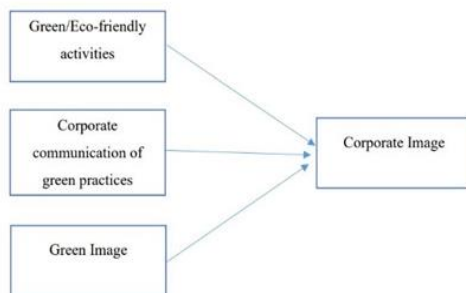 Green/Eco-friendly
activities
Corporate
communication of
green practices
Corporate Image
Green Image